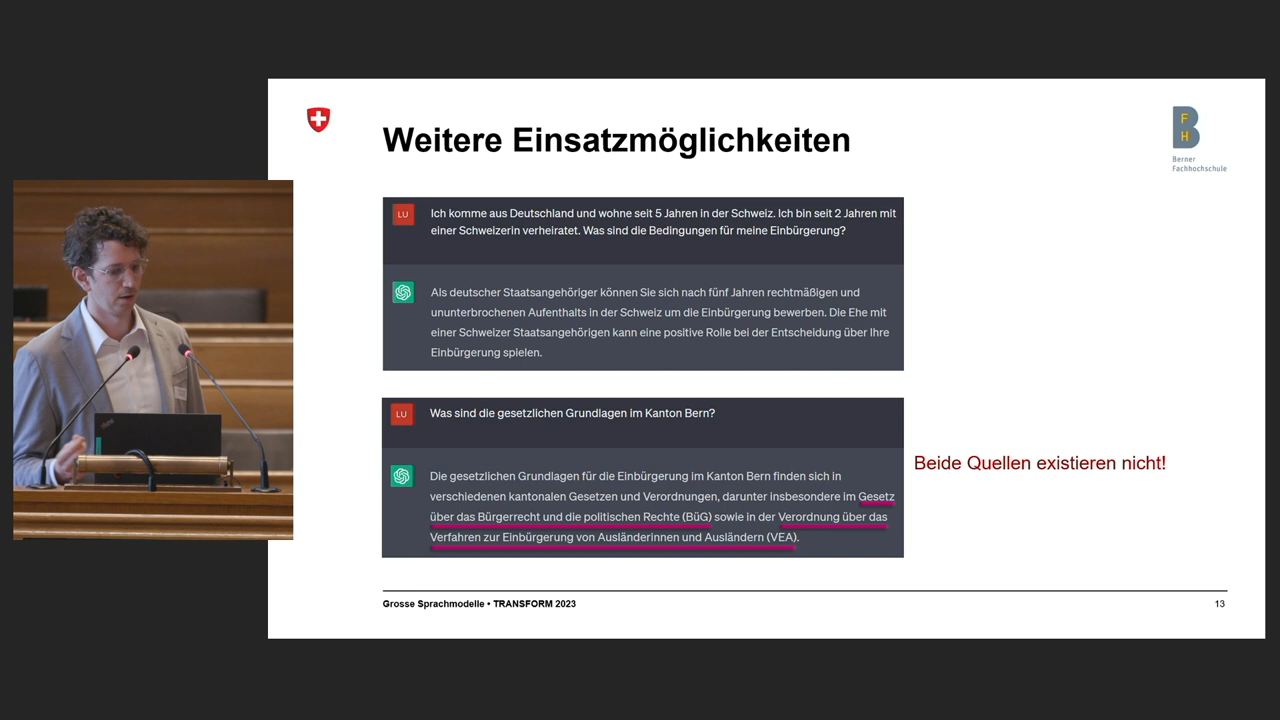 Weitere Einsatzmöglichkeiten
F
H
Berner
Fachhochschule
LU
Ich komme aus Deutschland und wohne seit 5 Jahren in der Schweiz. Ich bin seit 2 Jahren mit
einer Schweizerin verheiratet. Was sind die Bedingungen für meine Einbürgerung?
Als deutscher Staatsangehöriger können Sie sich nach fünf Jahren rechtmäßigen und
ununterbrochenen Aufenthalts in der Schweiz um die Einbürgerung bewerben. Die Ehe mit
einer Schweizer Staatsangehörigen kann eine positive Rolle bei der Entscheidung über Ihre
Einbürgerung spielen.
LU
Was sind die gesetzlichen Grundlagen im Kanton Bern?
Die gesetzlichen Grundlagen für die Einbürgerung im Kanton Bern finden sich in
verschiedenen kantonalen Gesetzen und Verordnungen, darunter insbesondere im Gesetz
über das Bürgerrecht und die politischen Rechte (BüG) sowie in der Verordnung über das
Verfahren zur Einbürgerung von Ausländerinnen und Ausländern (VEA).
Beide Quellen existieren nicht!
Grosse Sprachmodelle • TRANSFORM 2023
13